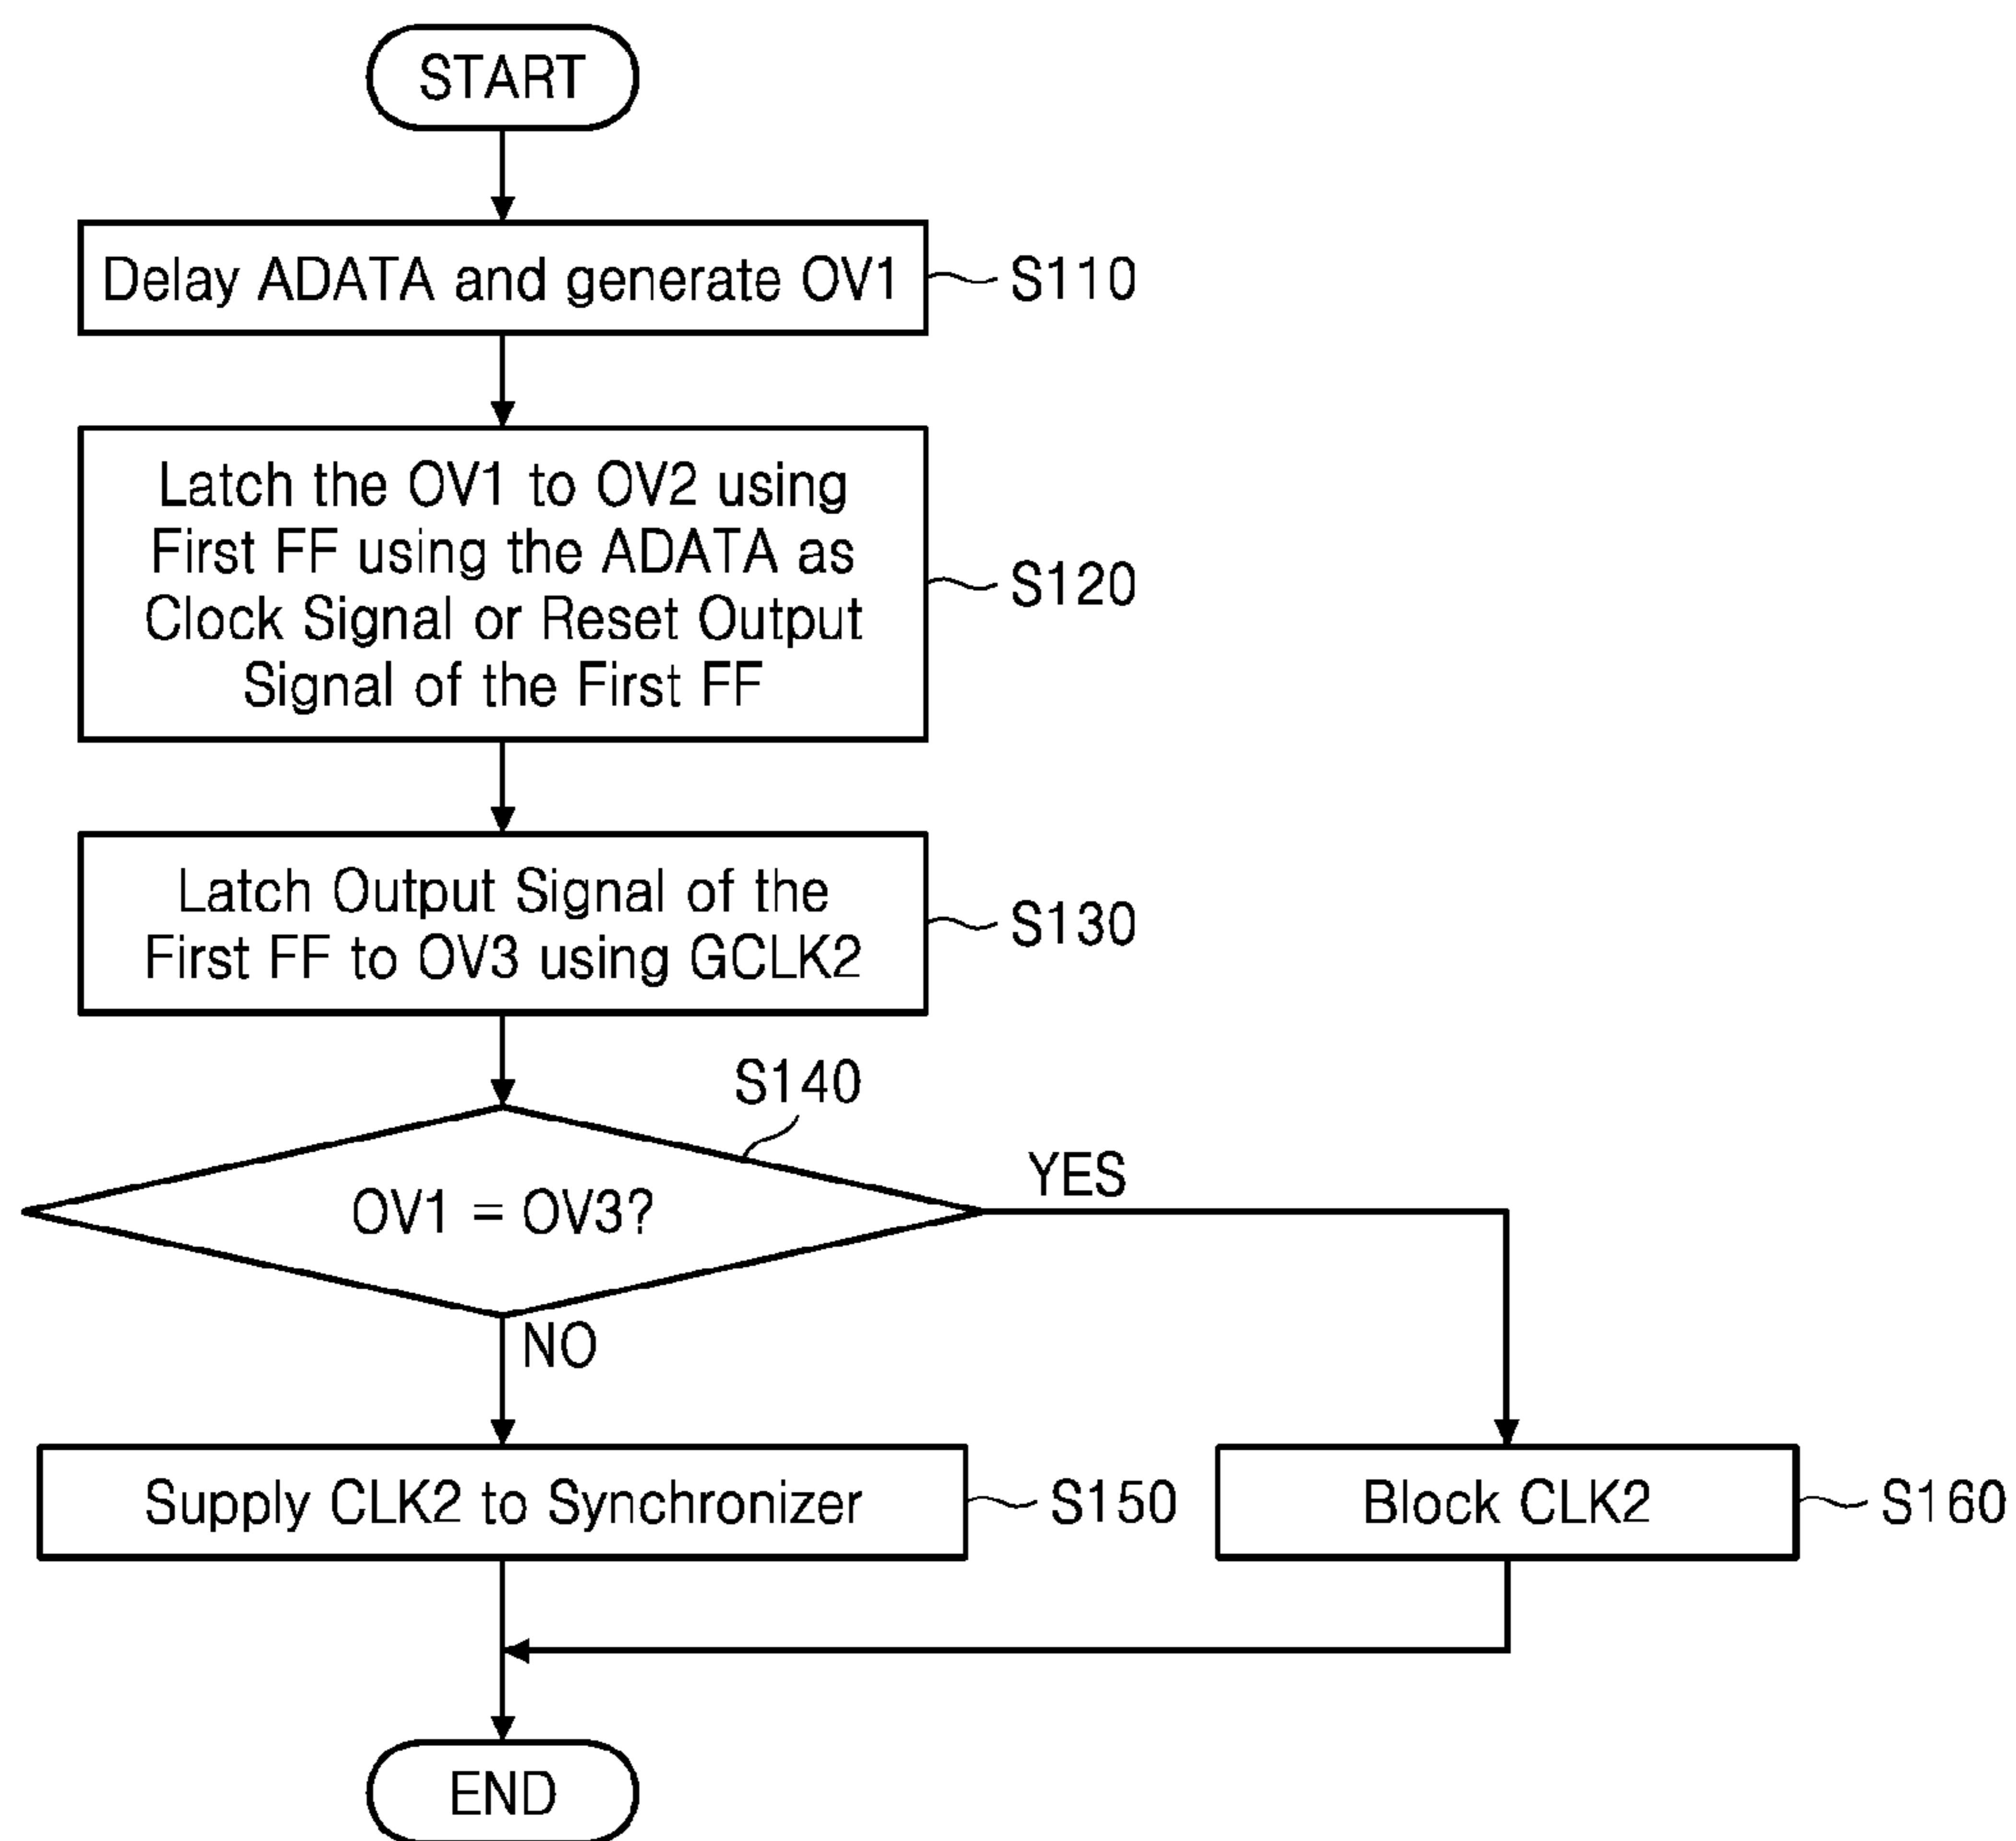 START
Delay ADATA and generate OV1
S110
Latch the OV1 to OV2 using
First FF using the ADATA as
Clock Signal or Reset Output
Signal of the First FF
S120
Latch Output Signal of the
First FF to OV3 using GCLK2
S130
S140
OV1 = OV3?
YES
NO
Supply CLK2 to Synchronizer
S150
Block CLK2
S160
END